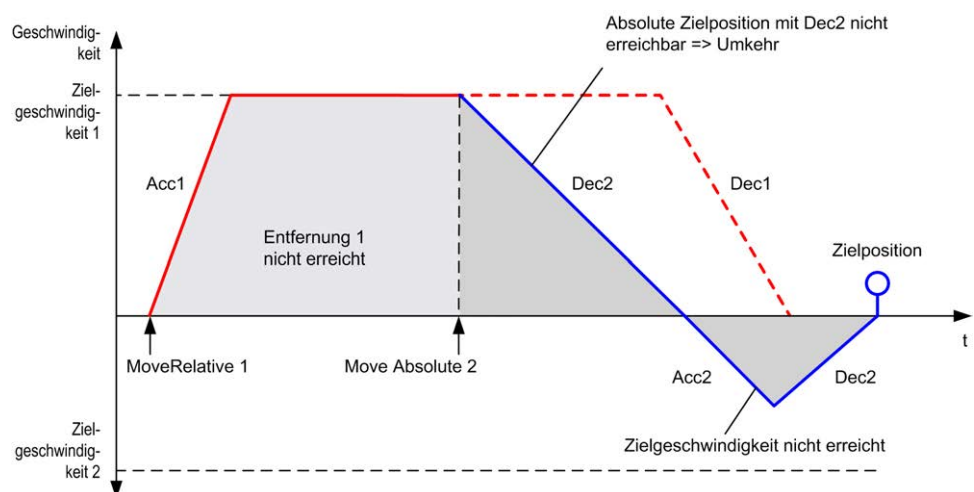 Geschwindig-
keit
Absolute Zielposition mit Dec2 nicht
erreichbar => Umkehr
Ziel-
geschwindig-
keit 1
Acc1
Dec2
Dec1
Entfernung 1
nicht erreicht
Zielposition
t
MoveRelative 1
Move Absolute 2
Acc2
Dec2
Zielgeschwindigkeit nicht erreicht
Ziel-
geschwindig-
keit 2